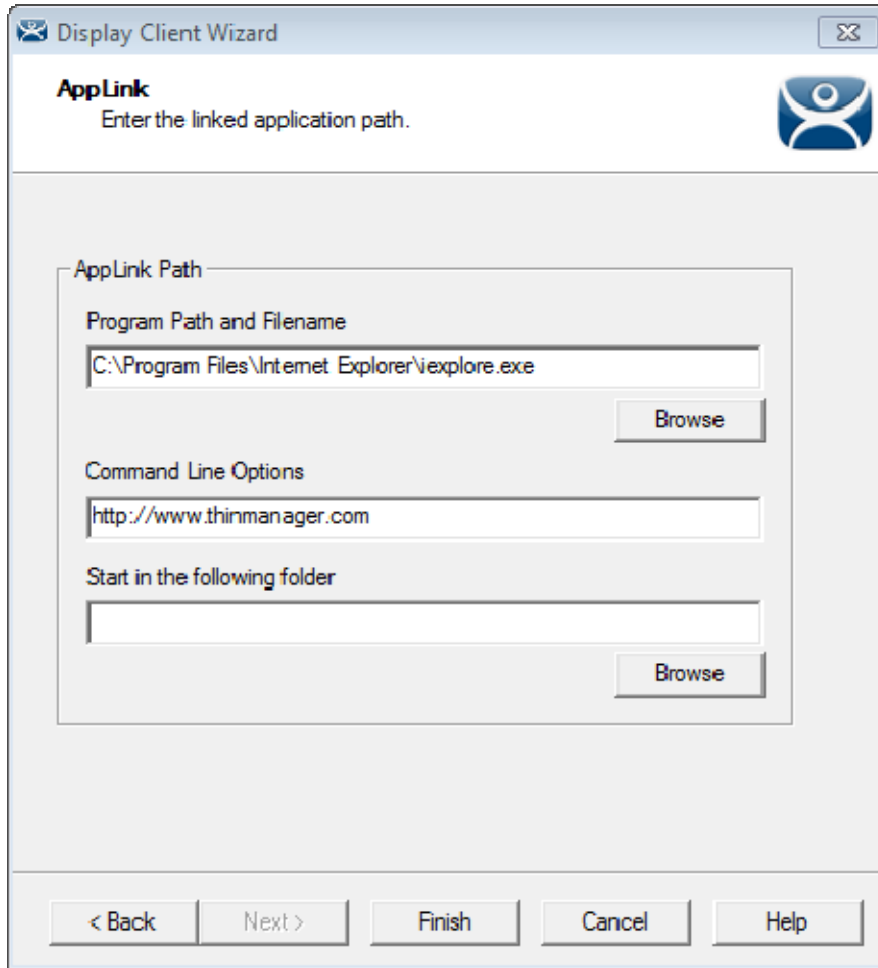 Display Client Wizard
AppLink
Enter the linked application path.
AppLink Path
Program Path and Filename
C:\Program Files\Internet Explorer\iexplore.exe
Browse
Command Line Options
http://www.thinmanager.com
Start in the following folder
Browse
< Back Next > Finish Cancel Help